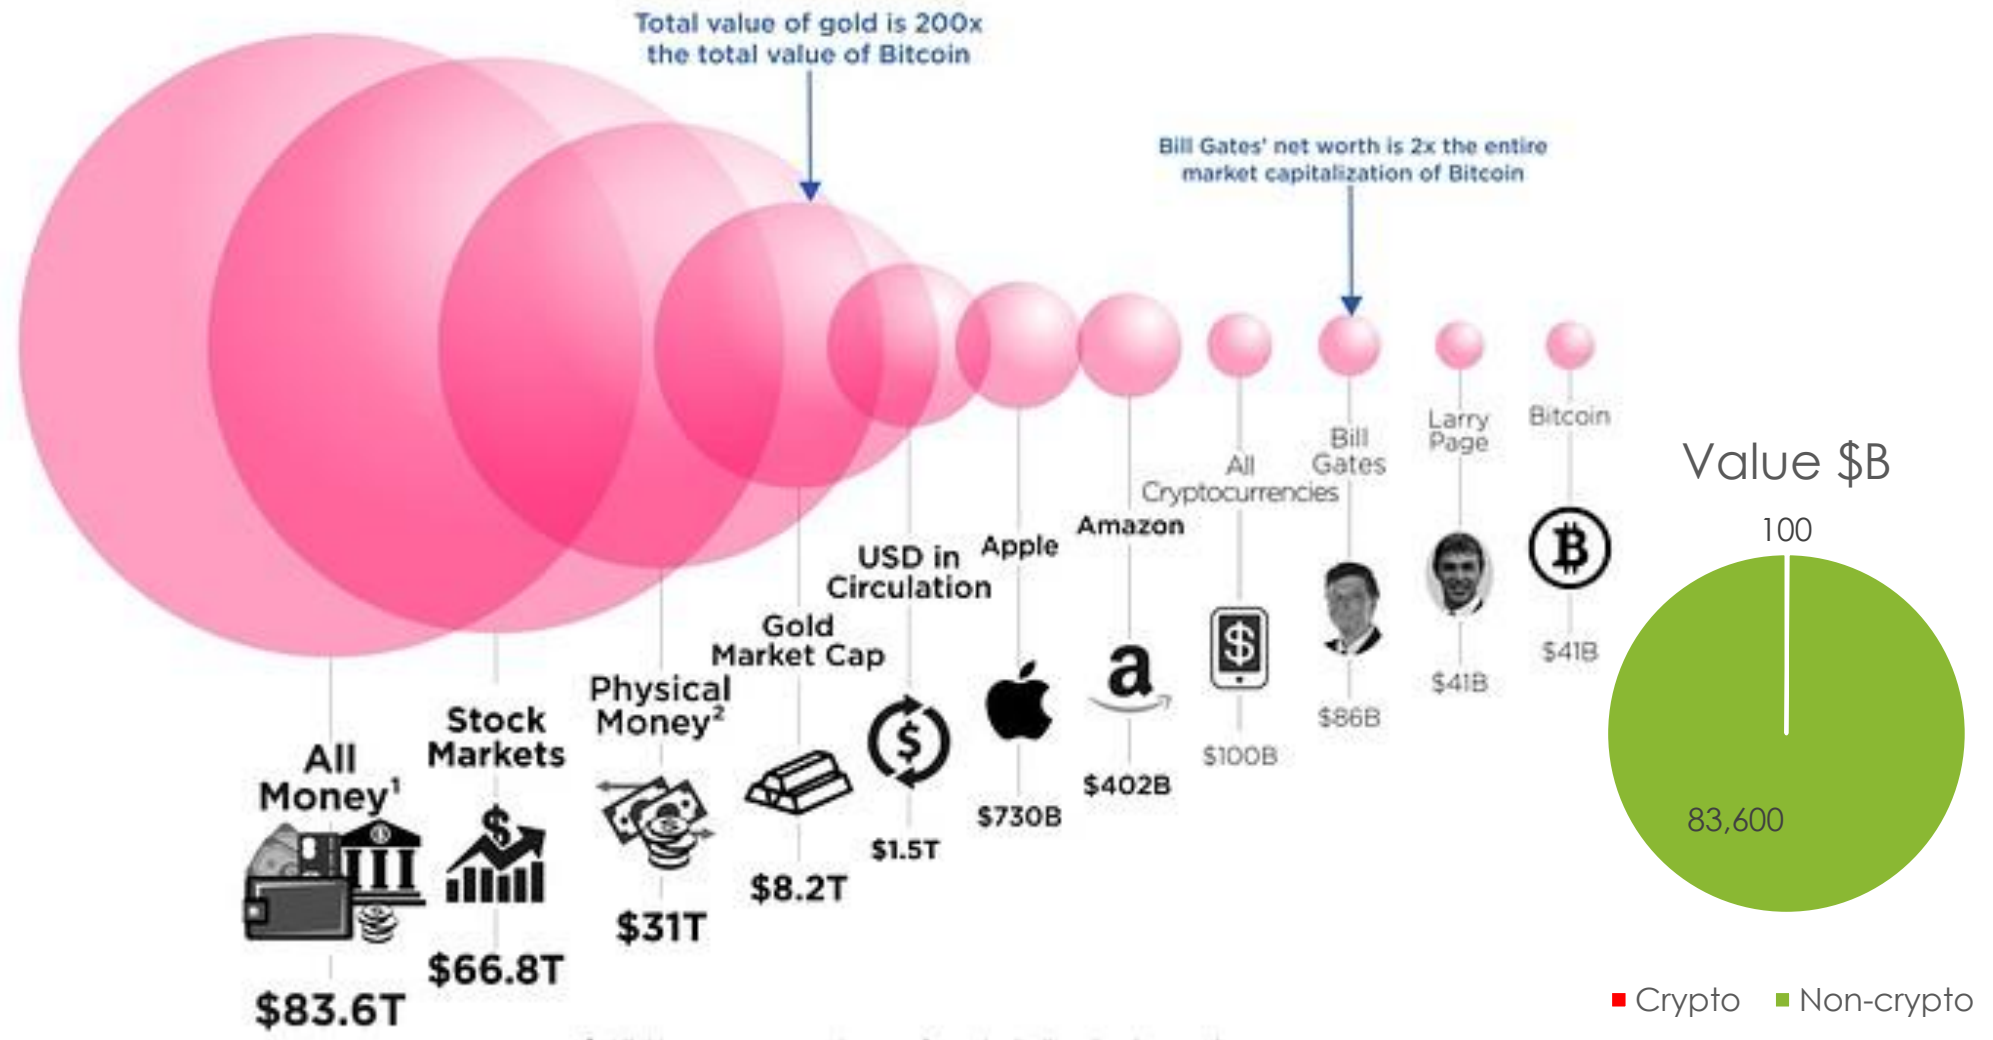 Total value of gold is 200x
the total value of Bitcoin
Bill Gates' net worth is 2x the entire
market capitalization of Bitcoin
All
Money¹
$83.6T
Stock
Markets
$66.8T
Physical
Money²
$31T
Gold
Market Cap
$8.2T
USD in
Circulation
$1.5T
Apple
$730B
Amazon
a
$402B
All
Cryptocurrencies
$100B
Bill
Gates
$86B
Larry
Page
$41B
Bitcoin
$41B
Value $B
100
83,600
Crypto
Non-crypto